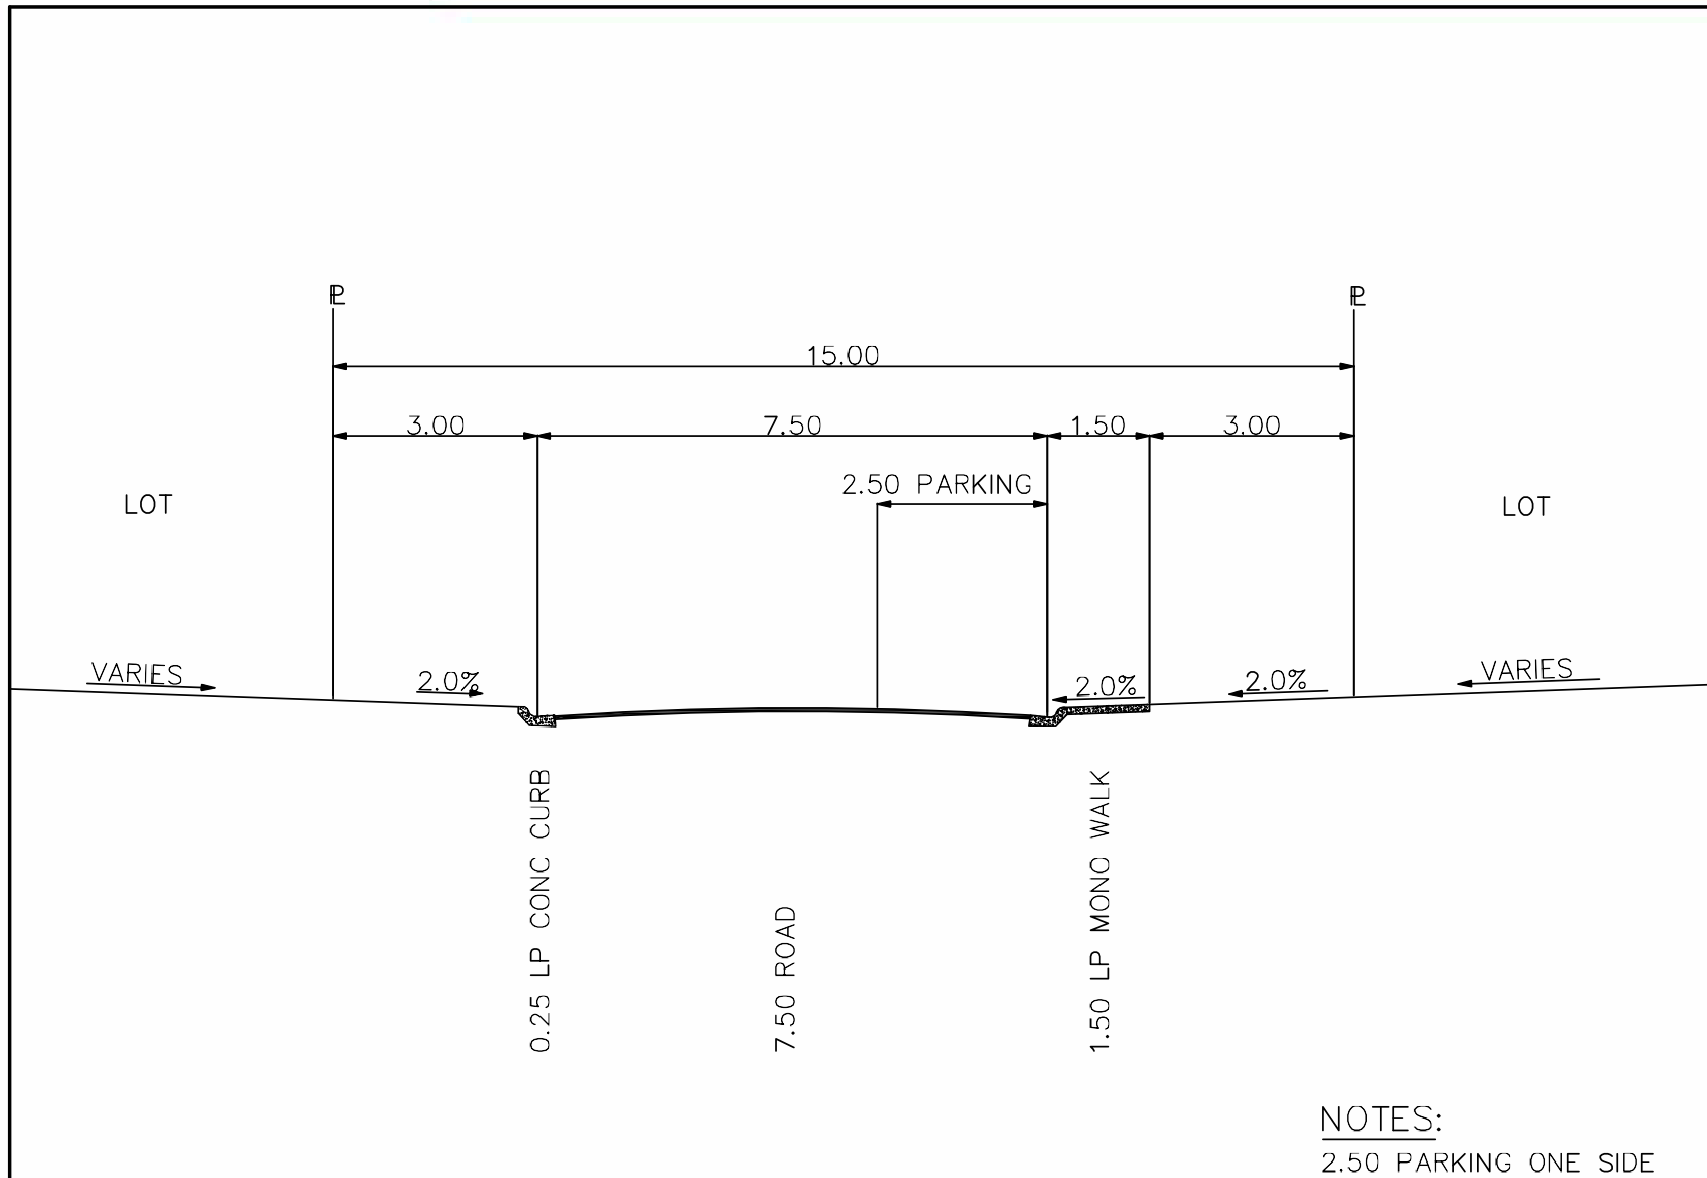 ℄ ℄
15.00
3.00 7.50 1.50 3.00
2.50 PARKING
LOT LOT
VARIES 2.0% 2.0% 2.0% VARIES
0.25 LP CONC CURB
7.50 ROAD
1.50 LP MONO WALK
NOTES:
2.50 PARKING ONE SIDE